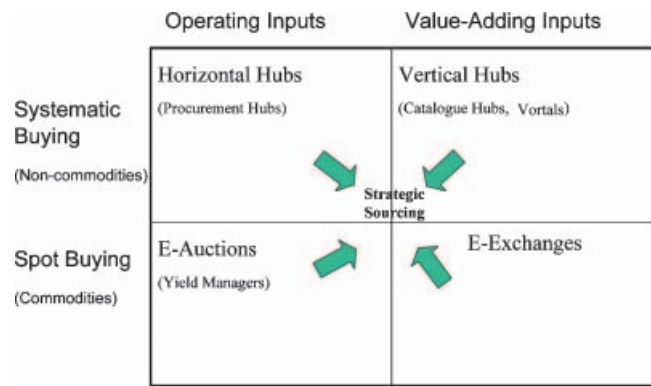 Operating Inputs
Value-Adding Inputs
Systematic
Buying
(Non-commodities)
Horizontal Hubs
(Procurement Hubs)
Vertical Hubs
(Catalogue Hubs, Vortals)
Strategic
Sourcing
Spot Buying
(Commodities)
E-Auctions
(Yield Managers)
E-Exchanges